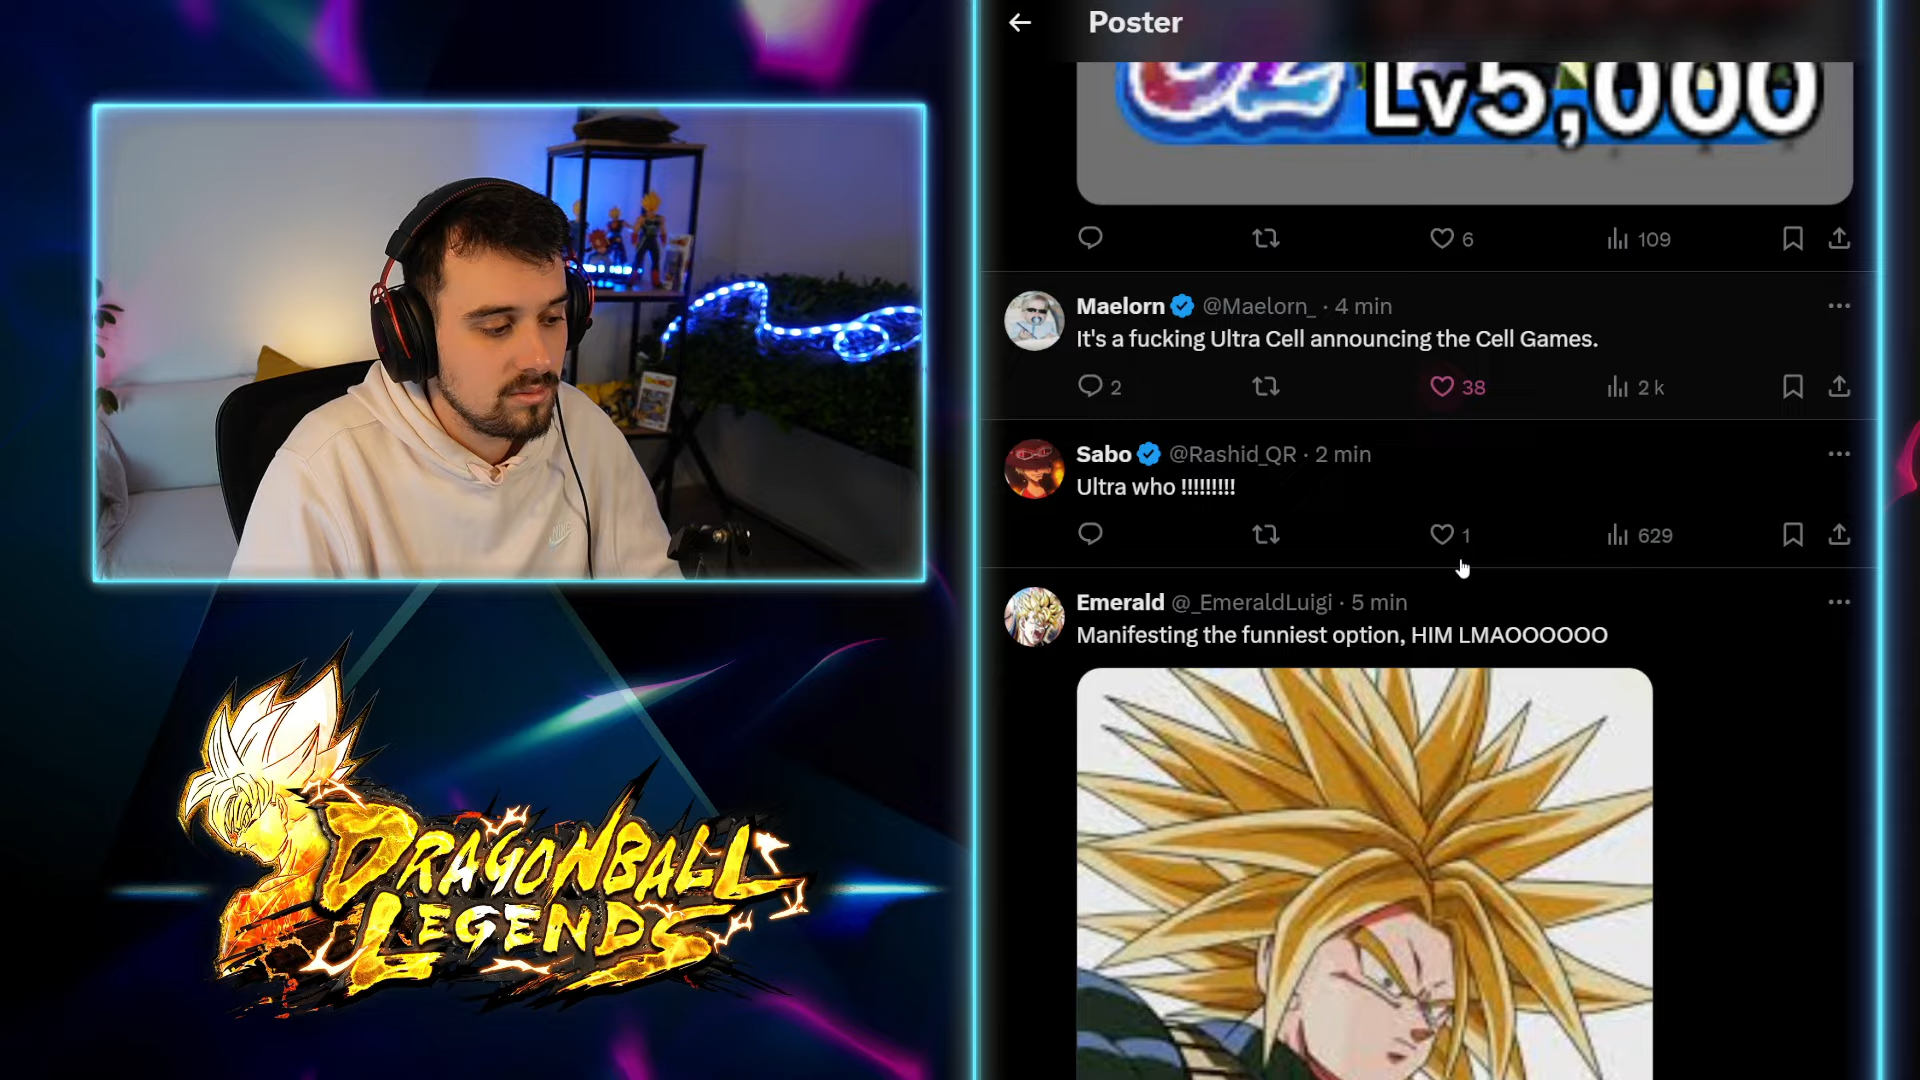 Poster
Lv5,000
6
109
Maelorn @Maelorn_ · 4 min
It's a fucking Ultra Cell announcing the Cell Games.
2
38
2 k
Sabo @Rashid_QR · 2 min
Ultra who !!!!!!!!!
1
629
Emerald @_EmeraldLuigi · 5 min
Manifesting the funniest option, HIM LMAOOOOOO
NIKE
DRAGONBALL
LEGENDS